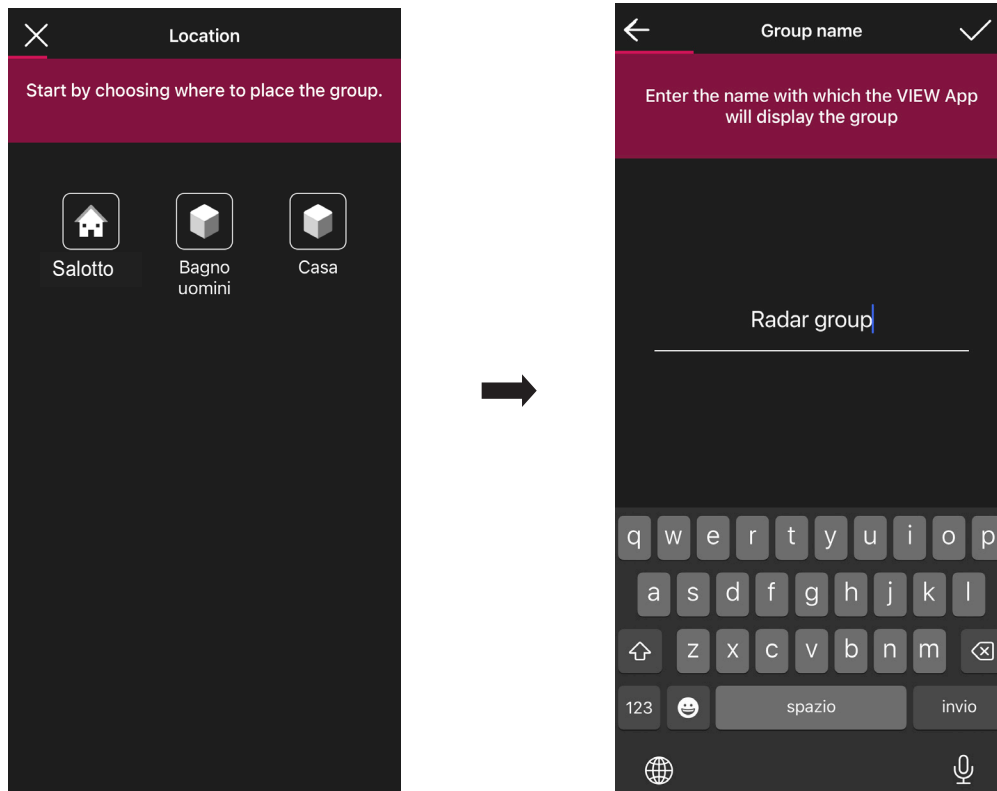 Location
Start by choosing where to place the group.
Salotto
Bagno
uomini
Casa
Group name
Enter the name with which the VIEW App
will display the group
Radar group
q w e r t y u i o p
a s d f g h j k l
z x c v b n m
123
spazio
invio